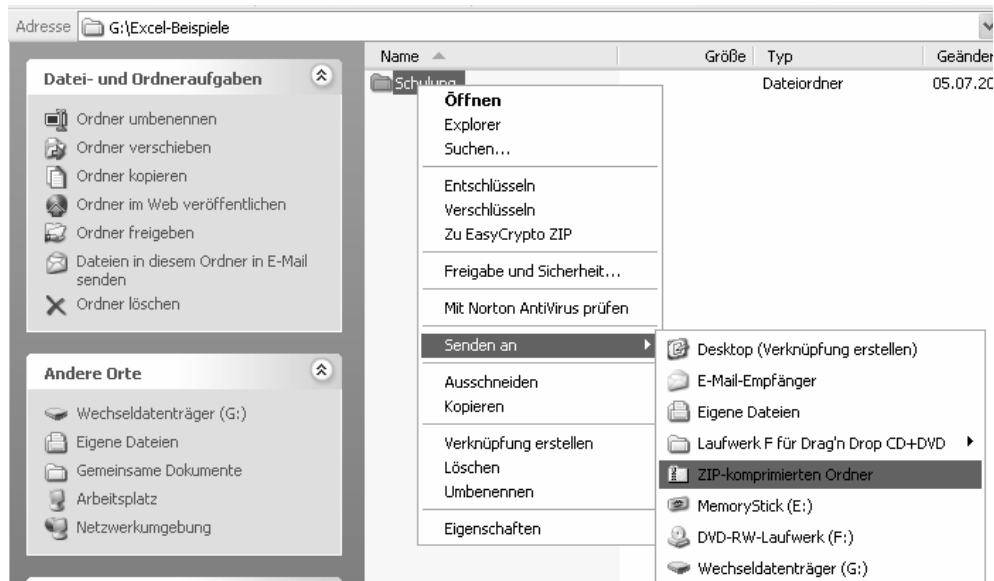 Adresse G:\Excel-Beispiele
Name Größe Typ
Schulung Dateiordner 05.07.20
Datei- und Ordneraufgaben
Ordner umbenennen
Ordner verschieben
Ordner kopieren
Ordner im Web veröffentlichen
Ordner freigeben
Dateien in diesem Ordner in E-Mail
senden
Ordner löschen
Andere Orte
Wechseldatenträger (G:)
Eigene Dateien
Gemeinsame Dokumente
Arbeitsplatz
Netzwerkumgebung
Öffnen
Explorer
Suchen...
Entschlüsseln
Verschlüsseln
Zu EasyCrypto ZIP
Freigabe und Sicherheit...
Mit Norton AntiVirus prüfen
Senden an
Ausschneiden
Kopieren
Verknüpfung erstellen
Löschen
Umbenennen
Eigenschaften
Desktop (Verknüpfung erstellen)
E-Mail-Empfänger
Eigene Dateien
Laufwerk F für Drag'n Drop CD+DVD
ZIP-komprimierten Ordner
MemoryStick (E:)
DVD-RW-Laufwerk (F:)
Wechseldatenträger (G:)